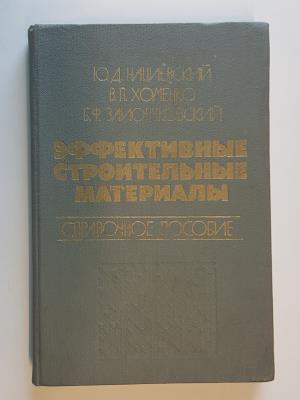 Ю.Д. НАЦИЕВСКИЙ
В.П. ХОМЕНКО
Б.Ф. ЗАЙОНЧКОВСКИЙ
ЭФФЕКТИВНЫЕ
СТРОИТЕЛЬНЫЕ
МАТЕРИАЛЫ
СПРАВОЧНОЕ ПОСОБИЕ